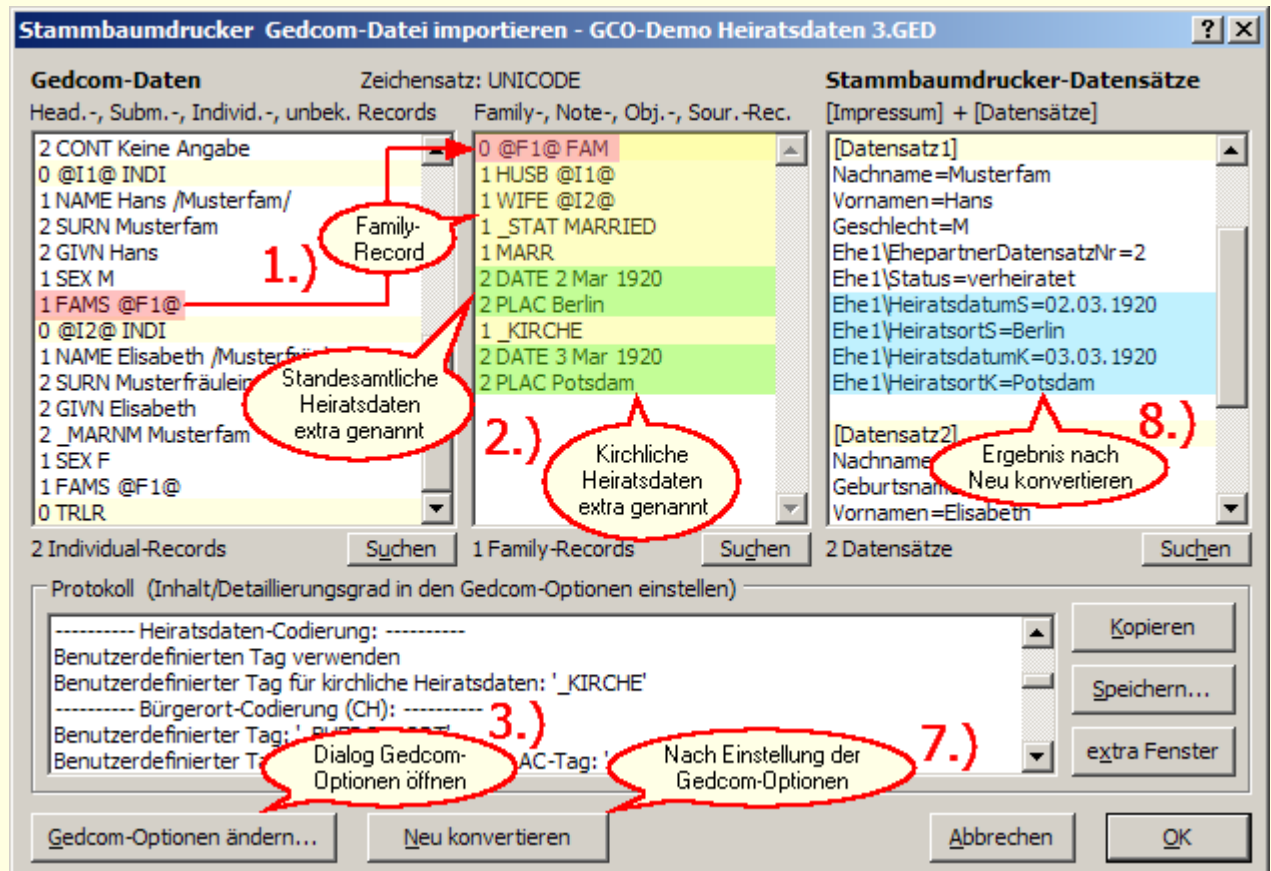 Stammbaumdrucker Gedcom-Datei importieren - GCO-Demo Heiratsdaten 3.GED
Gedcom-Daten
Zeichensatz: UNICODE
Head.-, Subm.-, Individ.-, unbek. Records
2 CONT Keine Angabe
0 @I1@ INDI
1 NAME Hans /Musterfam/
2 SURN Musterfam
2 GIVN Hans
1 SEX M
1 FAMS @F1@
0 @I2@ INDI
1 NAME Elisabeth
2 SURN Musterfräulein
2 GIVN Elisabeth
2 _MARNM Musterfam
1 SEX F
1 FAMS @F1@
0 TRLR
2 Individual-Records
Suchen
1.)
Family-
Record
Standesamtliche
Heiratsdaten
extra genannt
Family-, Note-, Obj.-, Sour.-Rec.
0 @F1@ FAM
1 HUSB @I1@
1 WIFE @I2@
1 _STAT MARRIED
1 MARR
2 DATE 2 Mar 1920
2 PLAC Berlin
1 _KIRCHE
2 DATE 3 Mar 1920
2 PLAC Potsdam
2.)
Kirchliche
Heiratsdaten
extra genannt
1 Family-Records
Suchen
Stammbaumdrucker-Datensätze
[Impressum] + [Datensätze]
[Datensatz1]
Nachname=Musterfam
Vornamen=Hans
Geschlecht=M
Ehe1\EhepartnerDatensatzNr=2
Ehe1\Status=verheiratet
Ehe1\HeiratsdatumS=02.03.1920
Ehe1\HeiratsortS=Berlin
Ehe1\HeiratsdatumK=03.03.1920
Ehe1\HeiratsortK=Potsdam
[Datensatz2]
Nachname
Vornamen=Elisabeth
8.)
Ergebnis nach
Neu konvertieren
2 Datensätze
Suchen
Protokoll (Inhalt/Detaillierungsgrad in den Gedcom-Optionen einstellen)
---------- Heiratsdaten-Codierung: ----------
Benutzerdefinierten Tag verwenden
Benutzerdefinierter Tag für kirchliche Heiratsdaten: '_KIRCHE'
---------- Bürgerort-Codierung (CH): ----------
Benutzerdefinierter Tag:
Benutzerdefinierter AC-Tag:
Kopieren
Speichern...
extra Fenster
3.)
Dialog Gedcom-
Optionen öffnen
Nach Einstellung der
Gedcom-Optionen
7.)
Gedcom-Optionen ändern...
Neu konvertieren
Abbrechen
OK